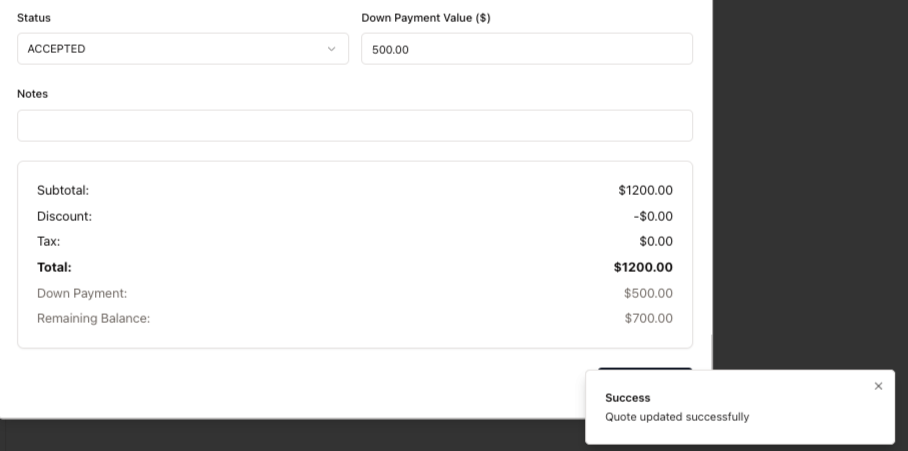 Status
Down Payment Value ($)
ACCEPTED
500.00
Notes
Subtotal: $1200.00
Discount: -$0.00
Tax: $0.00
Total: $1200.00
Down Payment: $500.00
Remaining Balance: $700.00
Success
Quote updated successfully